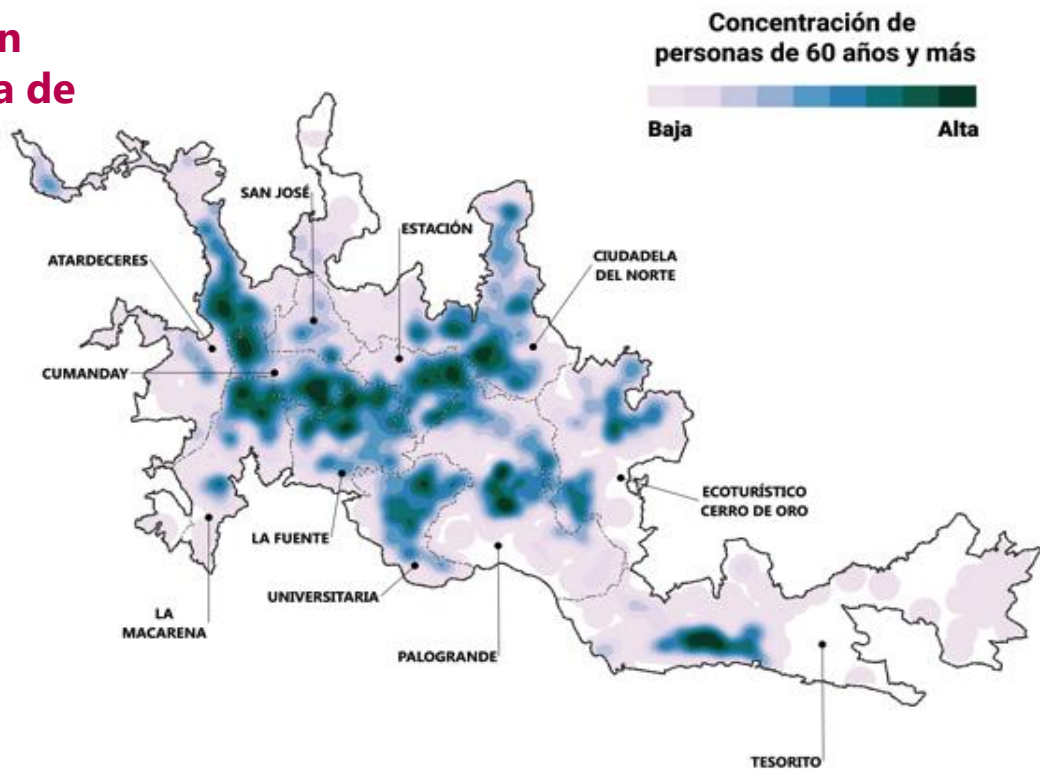 n
a de
Concentración de
personas de 60 años y más
Baja
Alta
SAN JOSÉ
ESTACIÓN
ATARDECERES
CIUDADELA
DEL NORTE
CUMANDAY
ECOTURÍSTICO
CERRO DE ORO
LA FUENTE
UNIVERSITARIA
LA
MACARENA
PALOGRANDE
TESORITO